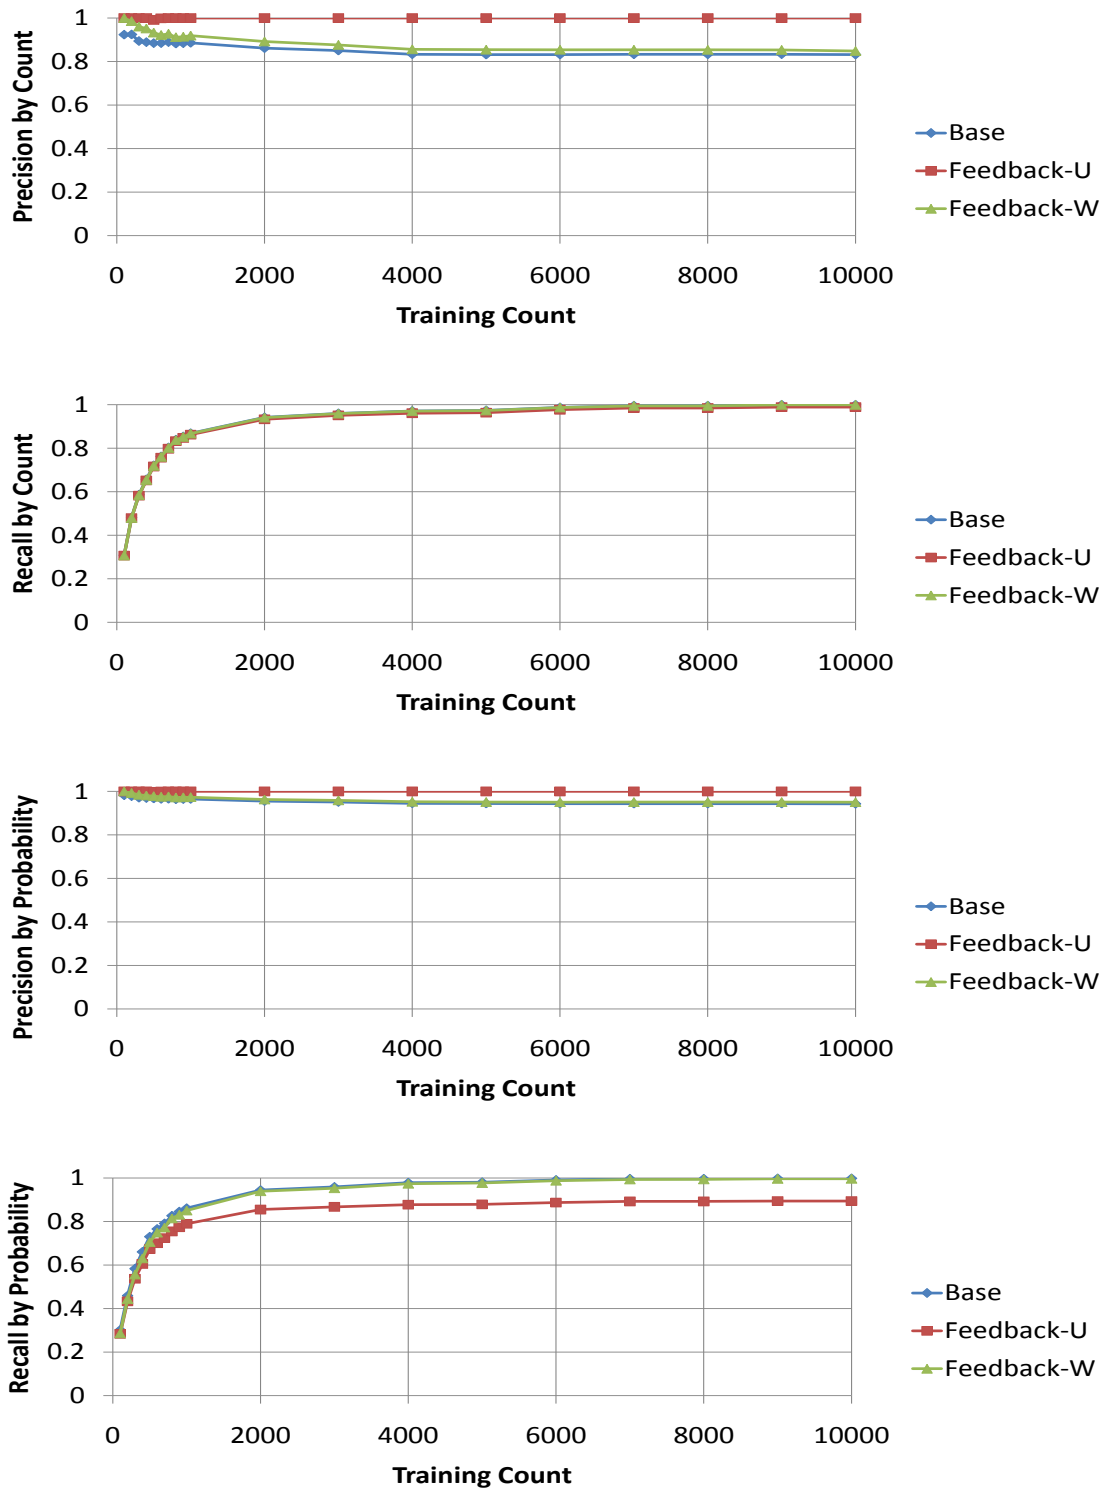 1
0.8
0.6
0.4
0.2
0
Precision by Count
0 2000 4000 6000 8000 10000
Training Count
Base
Feedback-U
Feedback-W
1
0.8
0.6
0.4
0.2
0
Recall by Count
0 2000 4000 6000 8000 10000
Training Count
Base
Feedback-U
Feedback-W
1
0.8
0.6
0.4
0.2
0
Precision by Probability
0 2000 4000 6000 8000 10000
Training Count
Base
Feedback-U
Feedback-W
1
0.8
0.6
0.4
0.2
0
Recall by Probability
0 2000 4000 6000 8000 10000
Training Count
Base
Feedback-U
Feedback-W